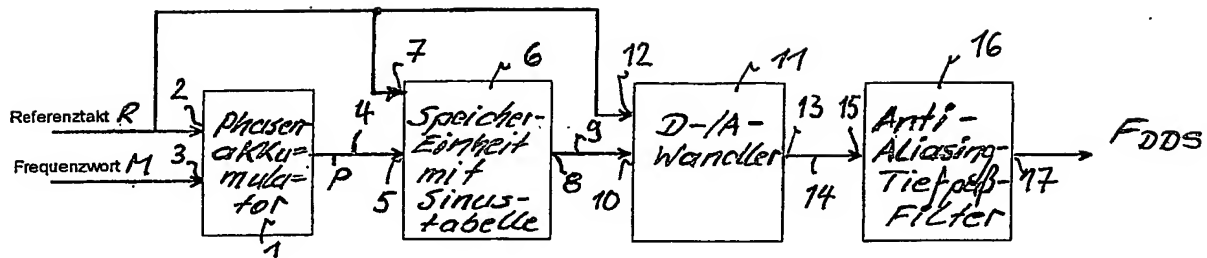 Referenztakt R
Frequenzwort M
2
3
Phasen
akku=
mula=
tor
1
4
P
5
7
6
Speicher-
Einheit
mit
Sinus-
tabelle
9
8
10
12
11
D-/A-
Wandler
13
14
15
16
Anti-
Aliasing-
Tiefpaß-
Filter
17
FDDS